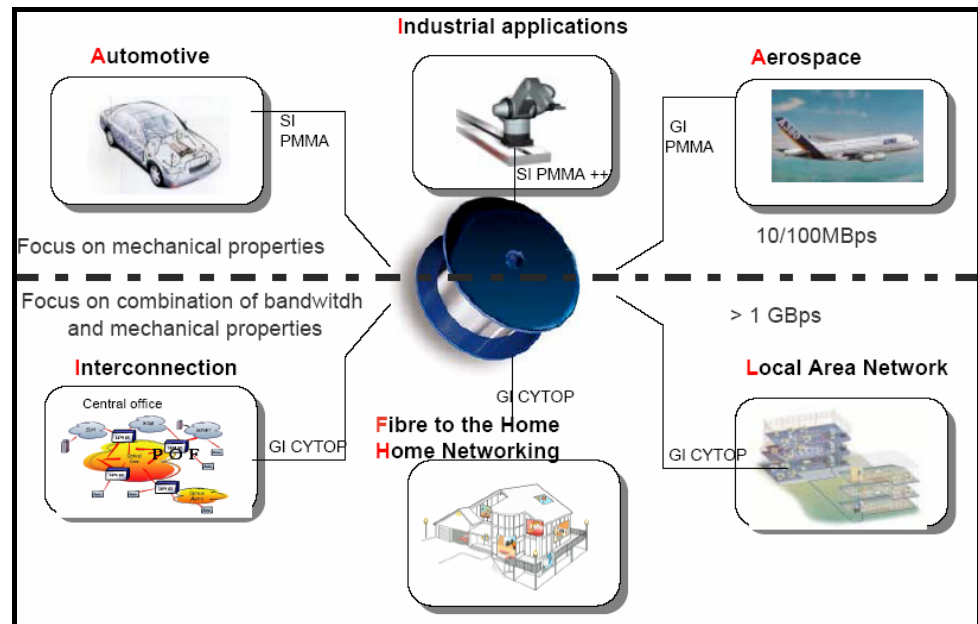 Industrial applications
Automotive
Aerospace
SI
PMMA
GI
PMMA
SI PMMA ++
A380
Focus on mechanical properties
10/100MBps
Focus on combination of bandwitdh
and mechanical properties
> 1 GBps
Interconnection
Local Area Network
Central office
GI CYTOP
P O F
GI CYTOP
Fibre to the Home
Home Networking
GI CYTOP